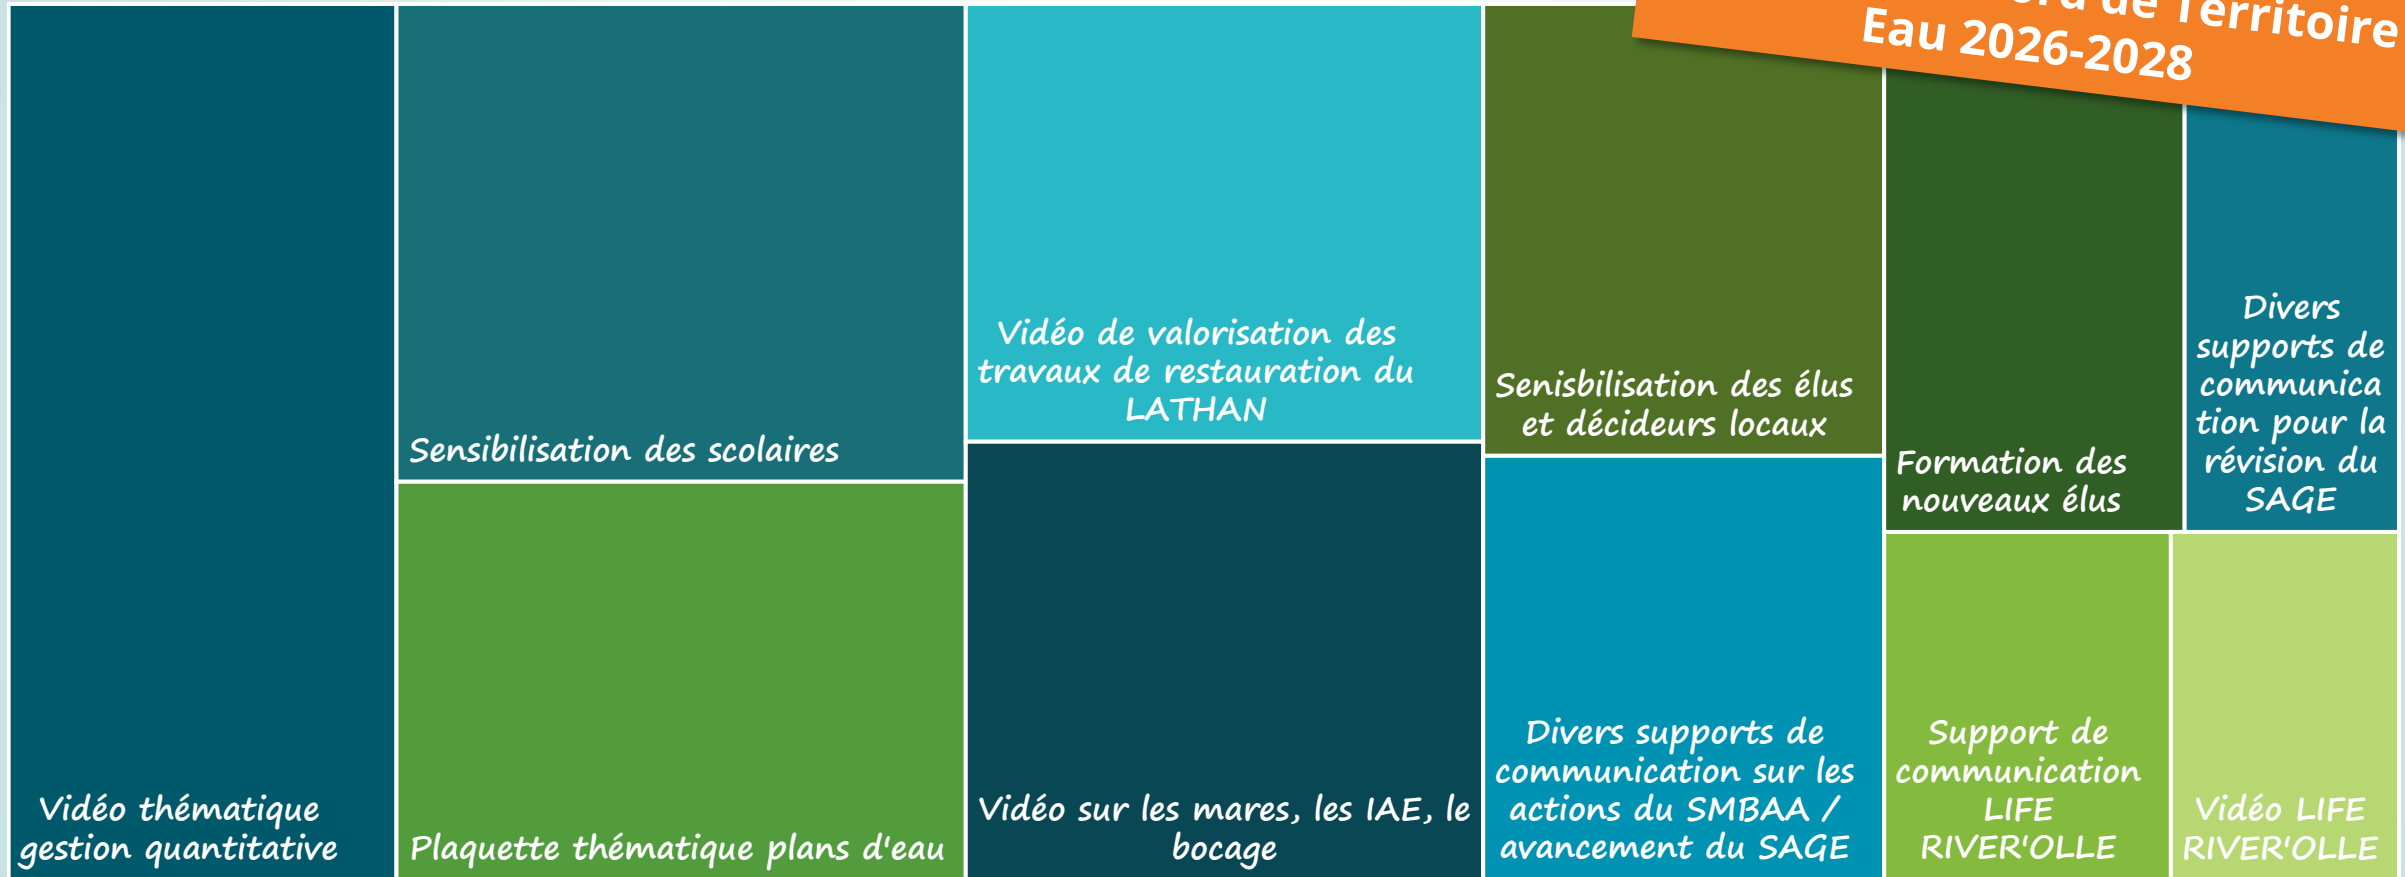 de Territoire
Eau 2026-2028
Vidéo thématique
gestion quantitative
Sensibilisation des scolaires
Plaquette thématique plans d'eau
Vidéo de valorisation des
travaux de restauration du
LATHAN
Vidéo sur les mares, les IAE, le
bocage
Senisbilisation des élus
et décideurs locaux
Divers supports de
communication sur les
actions du SMBAA /
avancement du SAGE
Formation des
nouveaux élus
Divers
supports de
communica
tion pour la
révision du
SAGE
Support de
communication
LIFE
RIVER'OLLE
Vidéo LIFE
RIVER'OLLE